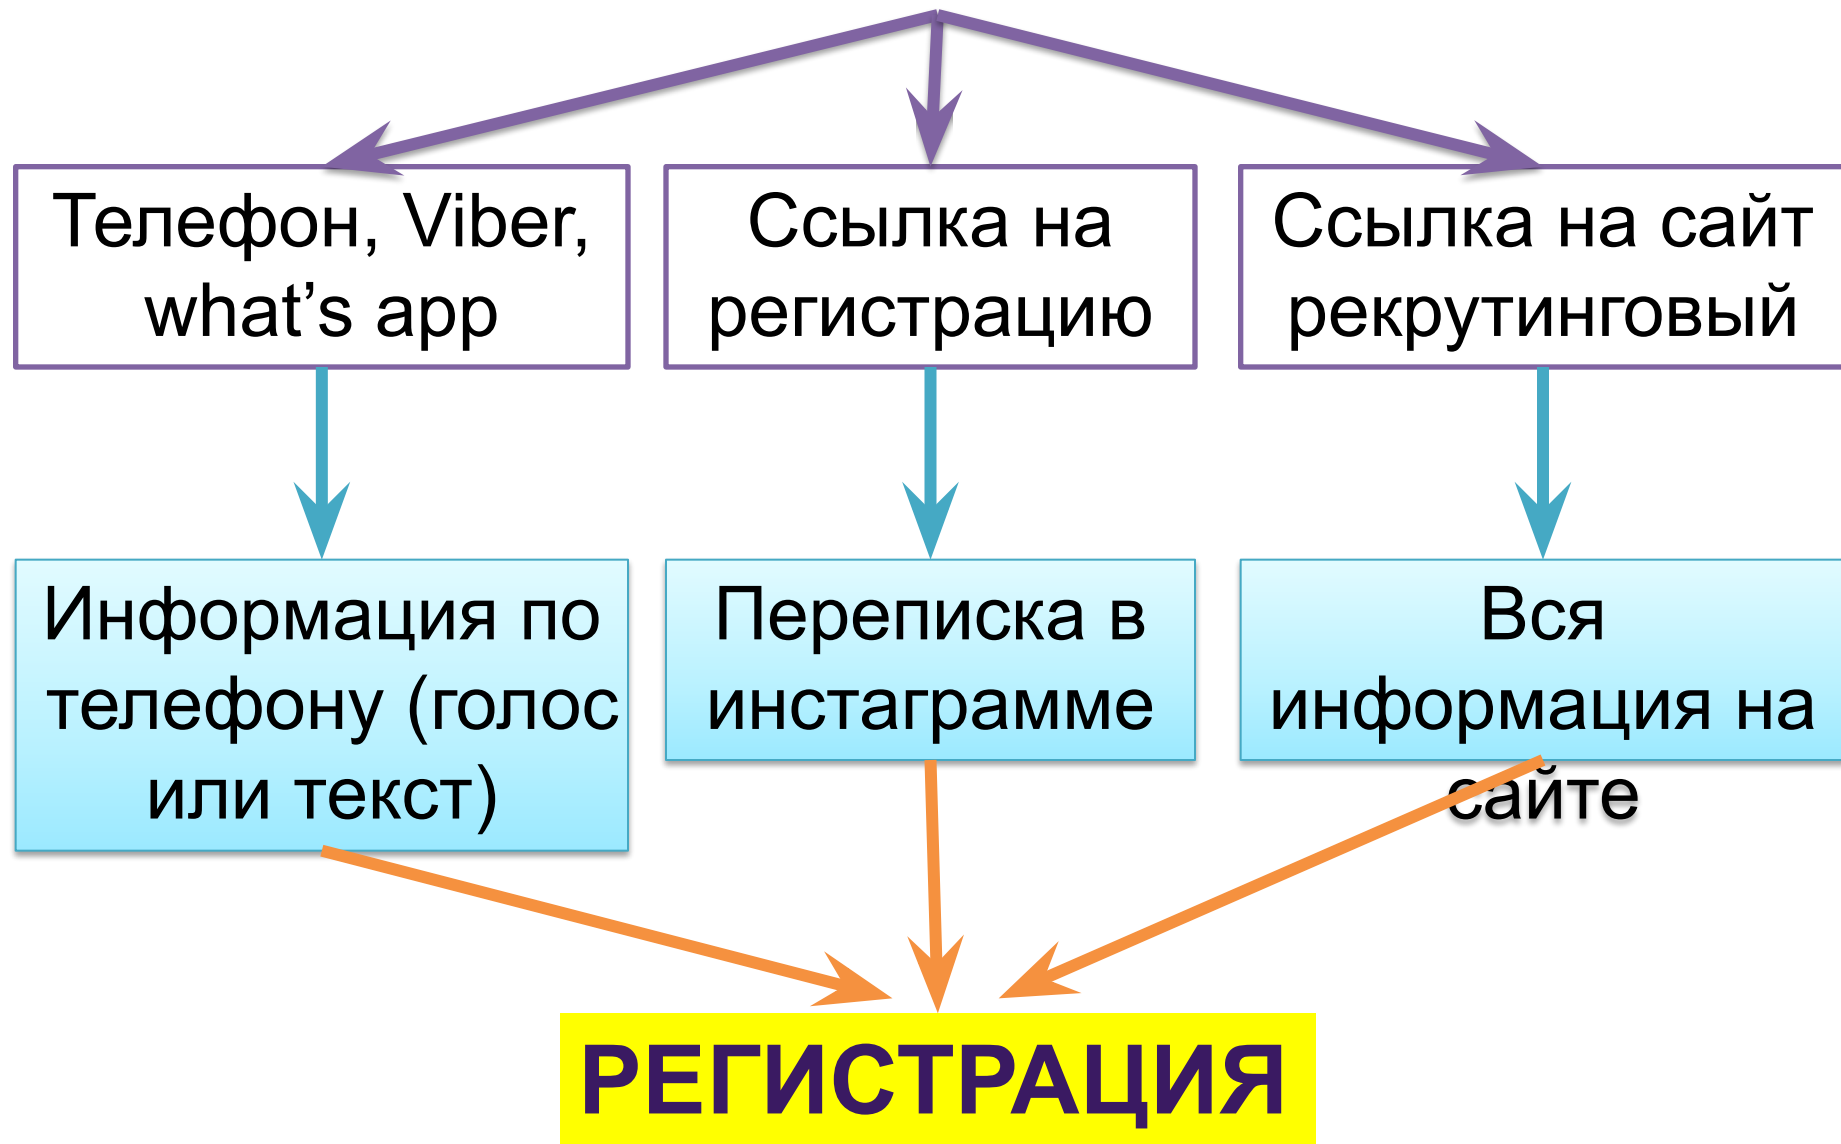 Телефон, Viber,
what’s app
Ссылка на
регистрацию
Ссылка на сайт
рекрутинговый
Информация по
телефону (голос
или текст)
Переписка в
инстаграмме
Вся
информация на
сайте
РЕГИСТРАЦИЯ